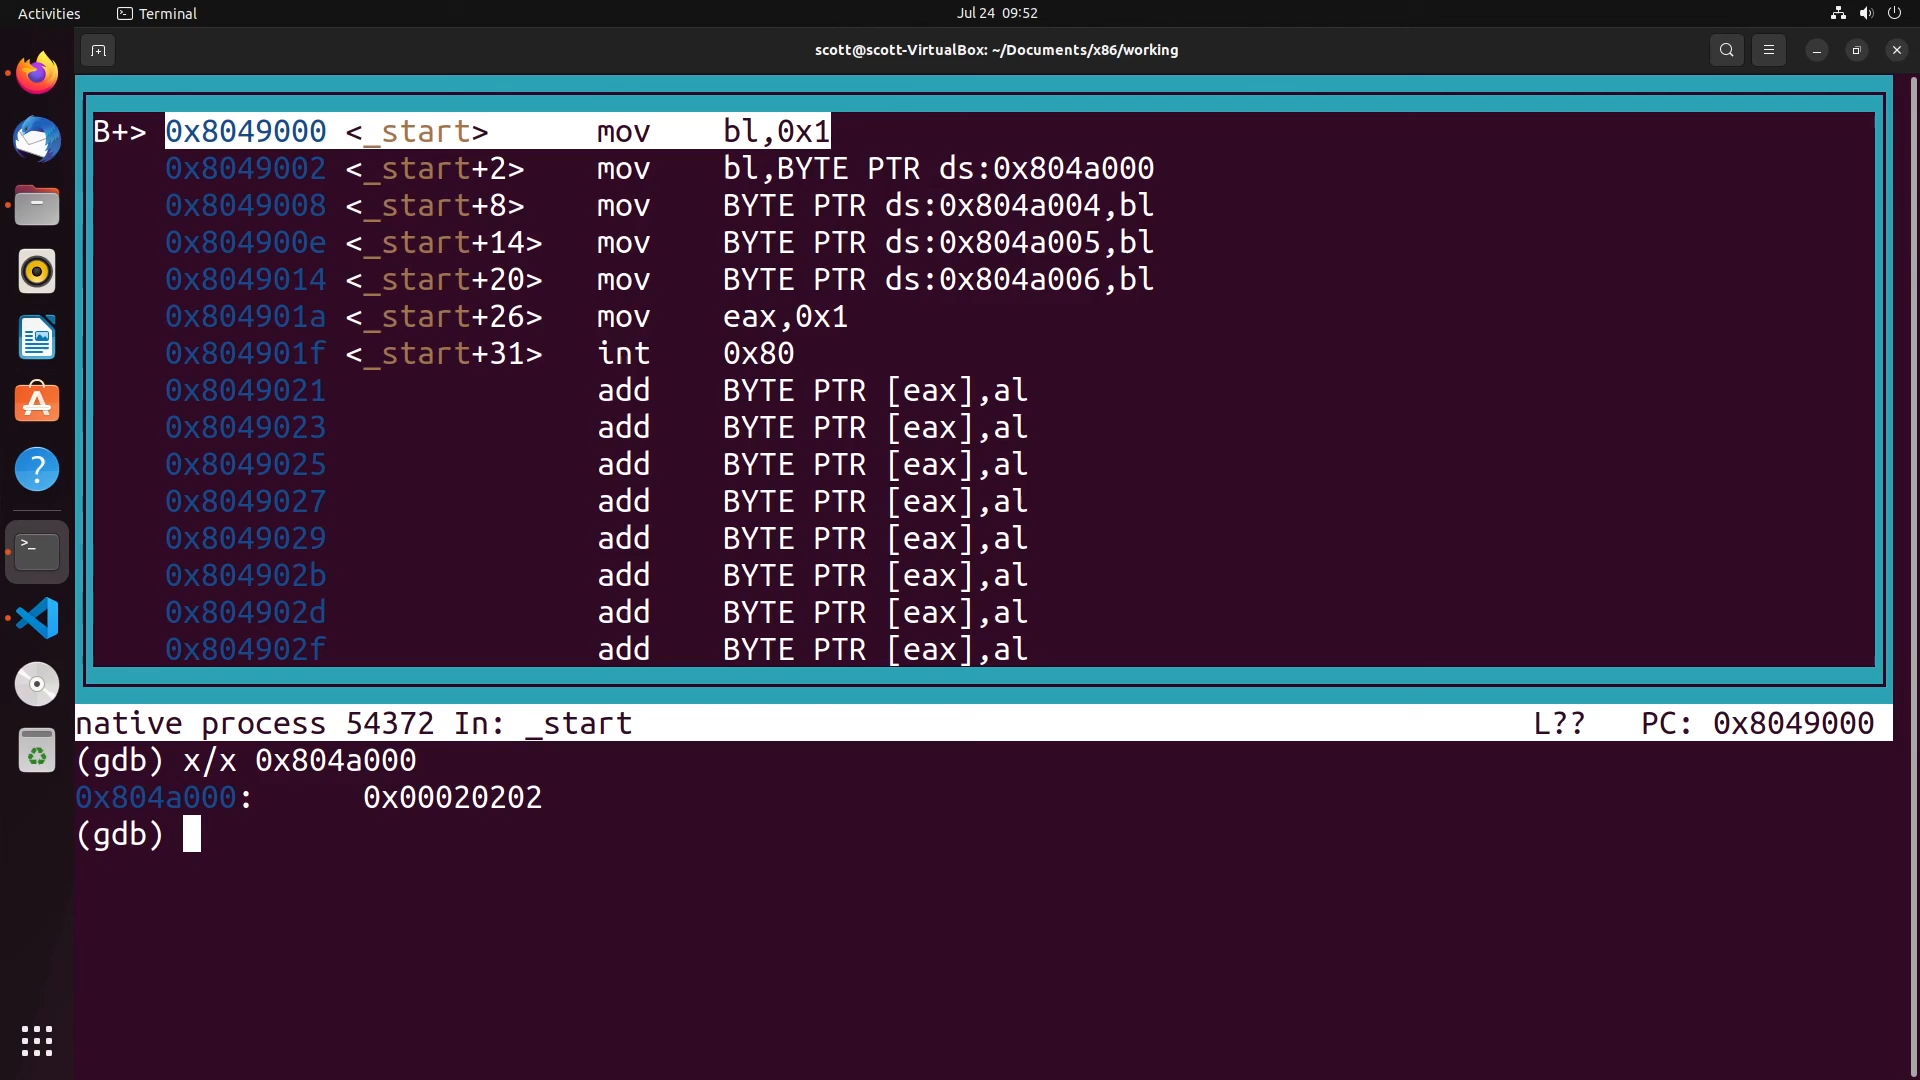 Activities
Terminal
Jul 24 09:52
scott@scott-VirtualBox: ~/Documents/x86/working
B+> 0x8049000 <_start> mov bl,0x1
0x8049002 <_start+2> mov bl,BYTE PTR ds:0x804a000
0x8049008 <_start+8> mov BYTE PTR ds:0x804a004,bl
0x804900e <_start+14> mov BYTE PTR ds:0x804a005,bl
0x8049014 <_start+20> mov BYTE PTR ds:0x804a006,bl
0x804901a <_start+26> mov eax,0x1
0x804901f <_start+31> int 0x80
0x8049021 add BYTE PTR [eax],al
0x8049023 add BYTE PTR [eax],al
0x8049025 add BYTE PTR [eax],al
0x8049027 add BYTE PTR [eax],al
0x8049029 add BYTE PTR [eax],al
0x804902b add BYTE PTR [eax],al
0x804902d add BYTE PTR [eax],al
0x804902f add BYTE PTR [eax],al
native process 54372 In: _start L?? PC: 0x8049000
(gdb) x/x 0x804a000
0x804a000: 0x00020202
(gdb)